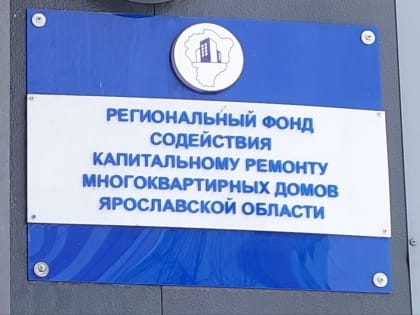 РЕГИОНАЛЬНЫЙ ФОНД
СОДЕЙСТВИЯ
КАПИТАЛЬНОМУ РЕМОНТУ
МНОГОКВАРТИРНЫХ ДОМОВ
ЯРОСЛАВСКОЙ ОБЛАСТИ